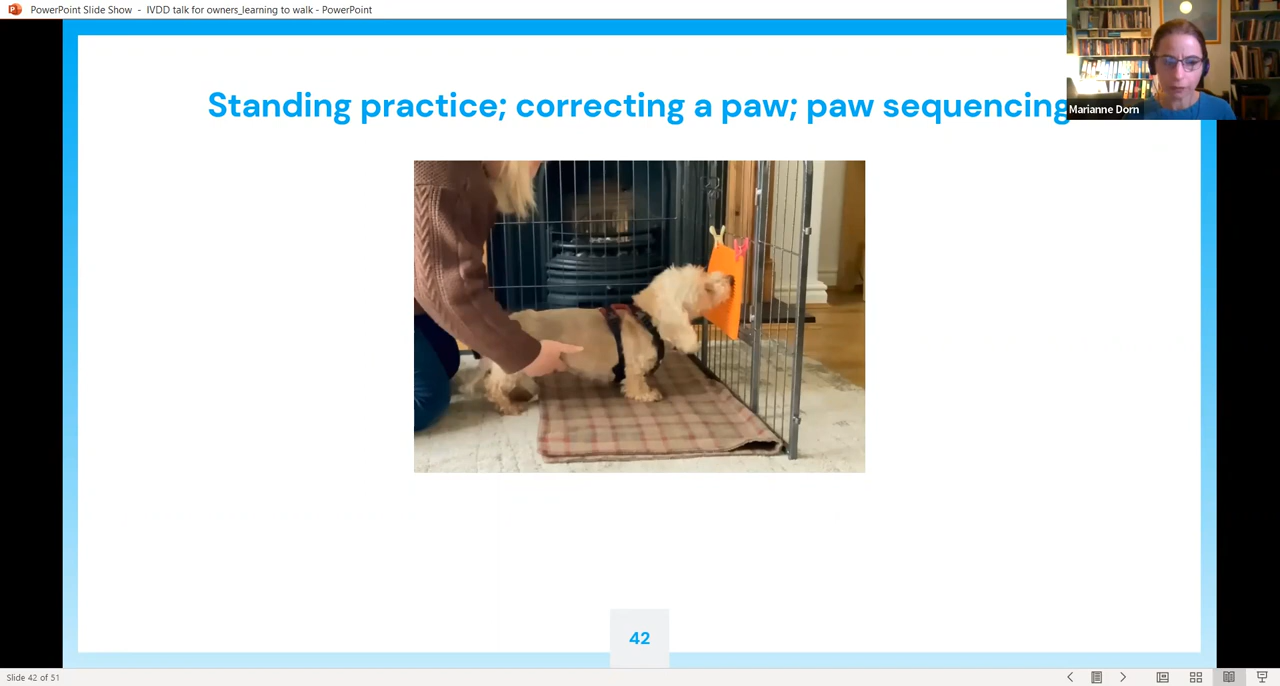 PowerPoint Slide Show - IVDD talk for owners_learning to walk - PowerPoint
Standing practice; correcting a paw; paw sequencing
Marianne Dorn
42
Slide 42 of 51